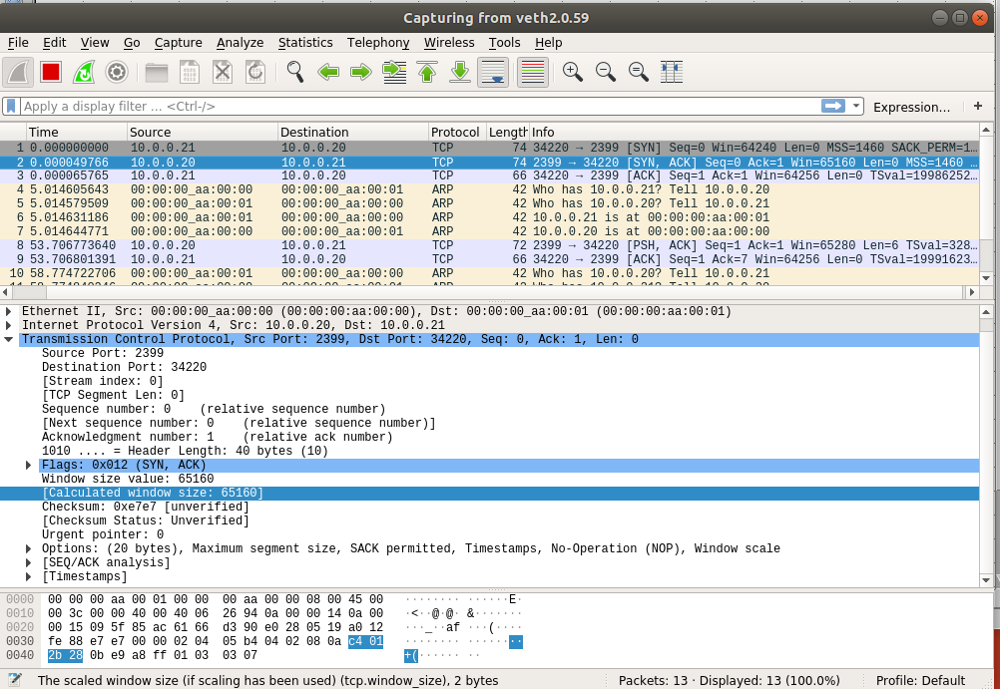 Capturing from veth2.0.59
File Edit View Go Capture Analyze Statistics Telephony Wireless Tools Help
Apply a display filter ... <Ctrl-/> Expression... +
Time Source Destination Protocol Length Info
1 0.000000000 10.0.0.21 10.0.0.20 TCP 74 34220 → 2399 [SYN] Seq=0 Win=64240 Len=0 MSS=1460 SACK_PERM=1…
2 0.000049766 10.0.0.20 10.0.0.21 TCP 74 2399 → 34220 [SYN, ACK] Seq=0 Ack=1 Win=65160 Len=0 MSS=1460 …
3 0.000065765 10.0.0.21 10.0.0.20 TCP 66 34220 → 2399 [ACK] Seq=1 Ack=1 Win=64256 Len=0 TSval=19986252…
4 5.014605643 00:00:00_aa:00:00 00:00:00_aa:00:01 ARP 42 Who has 10.0.0.21? Tell 10.0.0.20
5 5.014579509 00:00:00_aa:00:01 00:00:00_aa:00:00 ARP 42 Who has 10.0.0.20? Tell 10.0.0.21
6 5.014631186 00:00:00_aa:00:01 00:00:00_aa:00:00 ARP 42 10.0.0.21 is at 00:00:00:aa:00:01
7 5.014644771 00:00:00_aa:00:00 00:00:00_aa:00:01 ARP 42 10.0.0.20 is at 00:00:00:aa:00:00
8 53.706773640 10.0.0.20 10.0.0.21 TCP 72 2399 → 34220 [PSH, ACK] Seq=1 Ack=1 Win=65280 Len=6 TSval=328…
9 53.706801391 10.0.0.21 10.0.0.20 TCP 66 34220 → 2399 [ACK] Seq=1 Ack=7 Win=64256 Len=0 TSval=19991623…
10 58.774722706 00:00:00_aa:00:01 00:00:00_aa:00:00 ARP 42 Who has 10.0.0.20? Tell 10.0.0.21
Ethernet II, Src: 00:00:00_aa:00:00 (00:00:00:aa:00:00), Dst: 00:00:00_aa:00:01 (00:00:00:aa:00:01)
Internet Protocol Version 4, Src: 10.0.0.20, Dst: 10.0.0.21
Transmission Control Protocol, Src Port: 2399, Dst Port: 34220, Seq: 0, Ack: 1, Len: 0
Source Port: 2399
Destination Port: 34220
[Stream index: 0]
[TCP Segment Len: 0]
Sequence number: 0 (relative sequence number)
[Next sequence number: 0 (relative sequence number)]
Acknowledgment number: 1 (relative ack number)
1010 .... = Header Length: 40 bytes (10)
Flags: 0x012 (SYN, ACK)
Window size value: 65160
[Calculated window size: 65160]
Checksum: 0xe7e7 [unverified]
[Checksum Status: Unverified]
Urgent pointer: 0
Options: (20 bytes), Maximum segment size, SACK permitted, Timestamps, No-Operation (NOP), Window scale
[SEQ/ACK analysis]
[Timestamps]
0000 00 00 00 aa 00 01 00 00 00 aa 00 00 08 00 45 00 ········ ······E·
0010 00 3c 00 00 40 00 40 06 26 94 0a 00 00 14 0a 00 ·<··@·@· &·······
0020 00 15 09 5f 85 ac 61 66 d3 90 e0 28 05 19 a0 12 ···_··af ···(····
0030 fe 88 e7 e7 00 00 02 04 05 b4 04 02 08 0a c4 01 ········ ········
0040 2b 28 0b e9 a8 ff 01 03 03 07 +(······ ··
The scaled window size (if scaling has been used) (tcp.window_size), 2 bytes Packets: 13 · Displayed: 13 (100.0%) Profile: Default